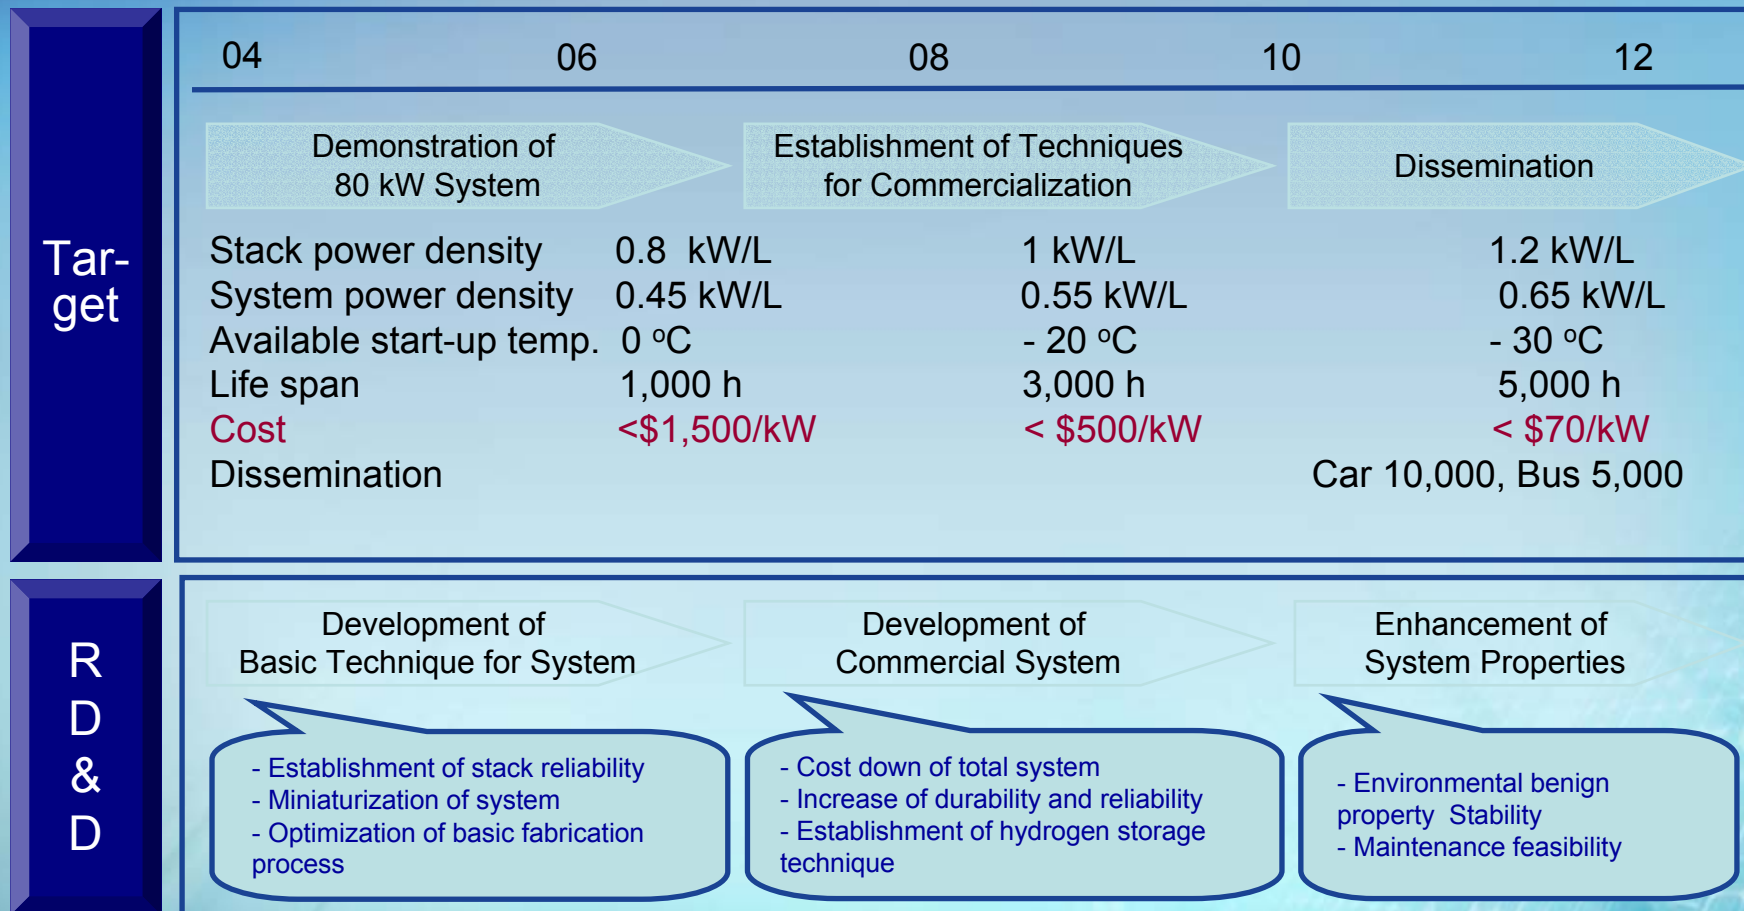 04 06 08 10 12
Tar-
get
Demonstration of
80 kW System
Establishment of Techniques
for Commercialization
Dissemination
Stack power density 0.8 kW/L 1 kW/L 1.2 kW/L
System power density 0.45 kW/L 0.55 kW/L 0.65 kW/L
Available start-up temp. 0 ºC - 20 ºC - 30 ºC
Life span 1,000 h 3,000 h 5,000 h
Cost <$1,500/kW < $500/kW < $70/kW
Dissemination Car 10,000, Bus 5,000
R
D
&
D
Development of
Basic Technique for System
Development of
Commercial System
Enhancement of
System Properties
- Establishment of stack reliability
- Miniaturization of system
- Optimization of basic fabrication
process
- Cost down of total system
- Increase of durability and reliability
- Establishment of hydrogen storage
technique
- Environmental benign
property Stability
- Maintenance feasibility